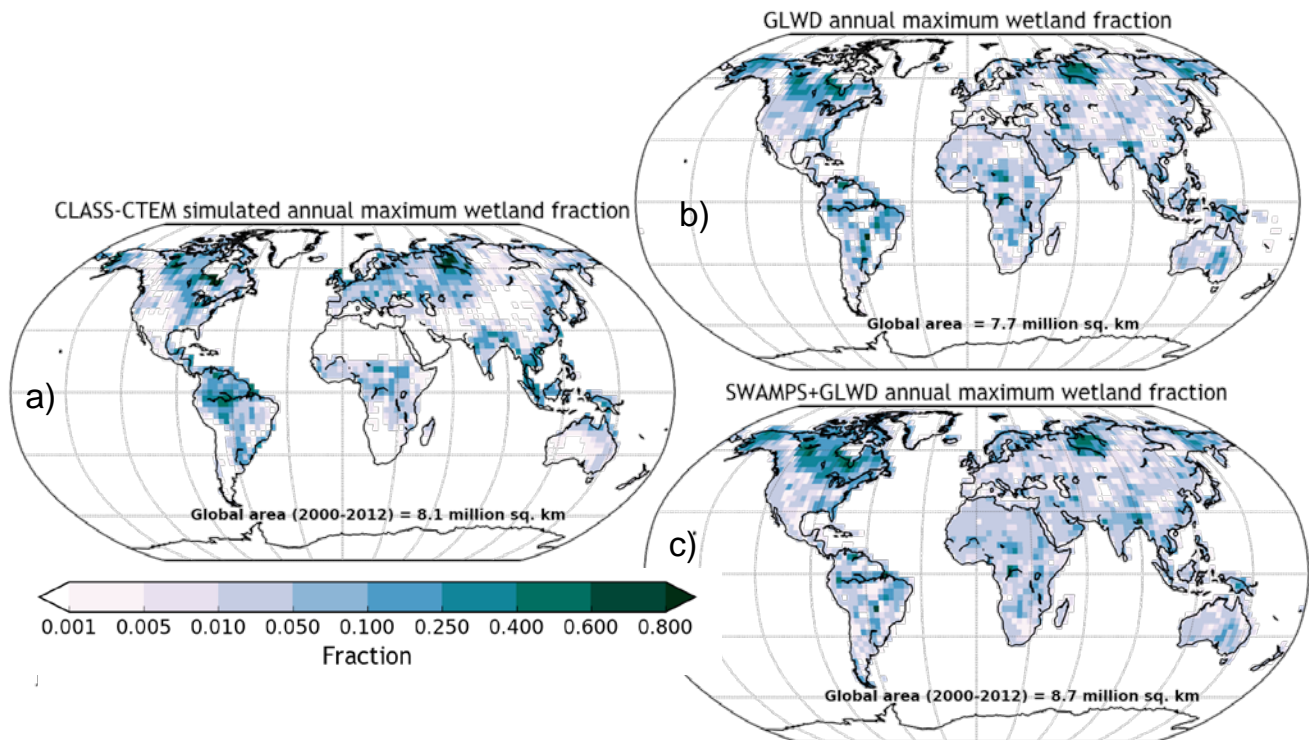 GLWD annual maximum wetland fraction
b)
Global area = 7.7 million sq. km
CLASS-CTEM simulated annual maximum wetland fraction
a)
Global area (2000-2012) = 8.1 million sq. km
SWAMPS+GLWD annual maximum wetland fraction
c)
Global area (2000-2012) = 8.7 million sq. km
0.001 0.005 0.010 0.050 0.100 0.250 0.400 0.600 0.800
Fraction